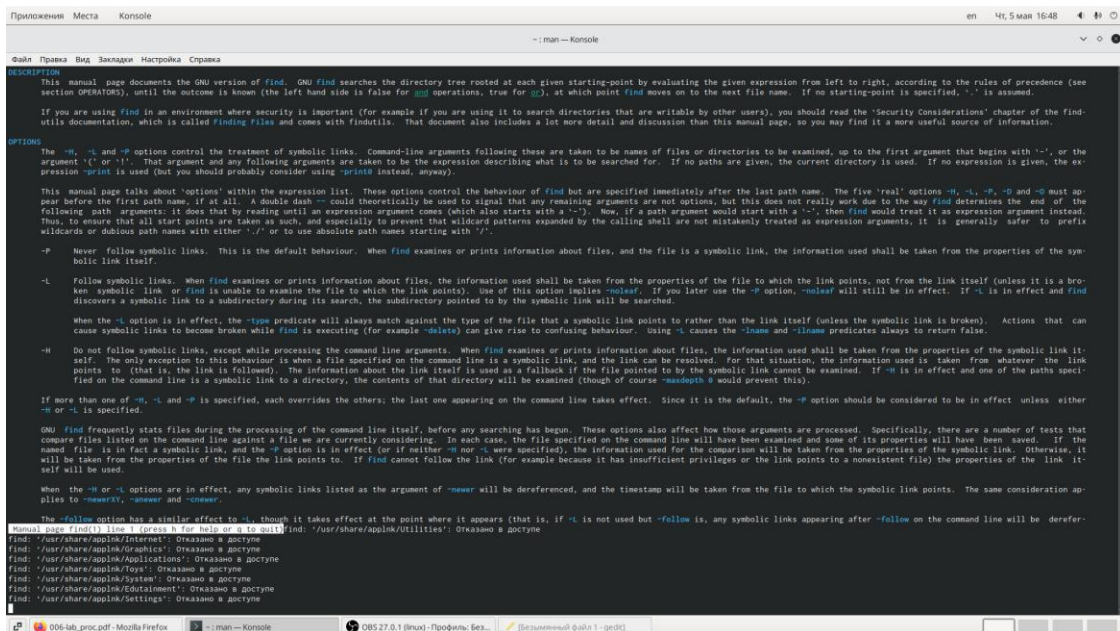 Приложения Места Konsole en Чт, 5 мая 16:48
~ : man — Konsole
Файл Правка Вид Закладки Настройка Справка
DESCRIPTION
This manual page documents the GNU version of find. GNU find searches the directory tree rooted at each given starting-point by evaluating the given expression from left to right, according to the rules of precedence (see
section OPERATORS), until the outcome is known (the left hand side is false for and operations, true for or), at which point find moves on to the next file name. If no starting-point is specified, `.' is assumed.
If you are using find in an environment where security is important (for example if you are using it to search directories that are writable by other users), you should read the `Security Considerations' chapter of the find-
utils documentation, which is called Finding Files and comes with findutils. That document also includes a lot more detail and discussion than this manual page, so you may find it a more useful source of information.
OPTIONS
The -H, -L and -P options control the treatment of symbolic links. Command-line arguments following these are taken to be names of files or directories to be examined, up to the first argument that begins with `-', or the
argument `(' or `!'. That argument and any following arguments are taken to be the expression describing what is to be searched for. If no paths are given, the current directory is used. If no expression is given, the ex-
pression -print is used (but you should probably consider using -print0 instead, anyway).
This manual page talks about `options' within the expression list. These options control the behaviour of find but are specified immediately after the last path name. The five `real' options -H, -L, -P, -D and -O must ap-
pear before the first path name, if at all. A double dash -- could theoretically be used to signal that any remaining arguments are not options, but this does not really work due to the way find determines the end of the
following path arguments: it does that by reading until an expression argument comes (which also starts with a `-'). Now, if a path argument would start with a `-', then find would treat it as expression argument instead.
Thus, to ensure that all start points are taken as such, and especially to prevent that wildcard patterns expanded by the calling shell are not mistakenly treated as expression arguments, it is generally safer to prefix
wildcards or dubious path names with either `./' or to use absolute path names starting with '/'.
-P Never follow symbolic links. This is the default behaviour. When find examines or prints information about files, and the file is a symbolic link, the information used shall be taken from the properties of the sym-
bolic link itself.
-L Follow symbolic links. When find examines or prints information about files, the information used shall be taken from the properties of the file to which the link points, not from the link itself (unless it is a bro-
ken symbolic link or find is unable to examine the file to which the link points). Use of this option implies -noleaf. If you later use the -P option, -noleaf will still be in effect. If -L is in effect and find
discovers a symbolic link to a subdirectory during its search, the subdirectory pointed to by the symbolic link will be searched.
When the -L option is in effect, the -type predicate will always match against the type of the file that a symbolic link points to rather than the link itself (unless the symbolic link is broken). Actions that can
cause symbolic links to become broken while find is executing (for example -delete) can give rise to confusing behaviour. Using -L causes the -lname and -ilname predicates always to return false.
-H Do not follow symbolic links, except while processing the command line arguments. When find examines or prints information about files, the information used shall be taken from the properties of the symbolic link it-
self. The only exception to this behaviour is when a file specified on the command line is a symbolic link, and the link can be resolved. For that situation, the information used is taken from whatever the link
points to (that is, the link is followed). The information about the link itself is used as a fallback if the file pointed to by the symbolic link cannot be examined. If -H is in effect and one of the paths speci-
fied on the command line is a symbolic link to a directory, the contents of that directory will be examined (though of course -maxdepth 0 would prevent this).
If more than one of -H, -L and -P is specified, each overrides the others; the last one appearing on the command line takes effect. Since it is the default, the -P option should be considered to be in effect unless either
-H or -L is specified.
GNU find frequently stats files during the processing of the command line itself, before any searching has begun. These options also affect how those arguments are processed. Specifically, there are a number of tests that
compare files listed on the command line against a file we are currently considering. In each case, the file specified on the command line will have been examined and some of its properties will have been saved. If the
named file is in fact a symbolic link, and the -P option is in effect (or if neither -H nor -L were specified), the information used for the comparison will be taken from the properties of the symbolic link. Otherwise, it
will be taken from the properties of the file the link points to. If find cannot follow the link (for example because it has insufficient privileges or the link points to a nonexistent file) the properties of the link it-
self will be used.
When the -H or -L options are in effect, any symbolic links listed as the argument of -newer will be dereferenced, and the timestamp will be taken from the file to which the symbolic link points. The same consideration ap-
plies to -newerXY, -anewer and -cnewer.
The -follow option has a similar effect to -L, though it takes effect at the point where it appears (that is, if -L is not used but -follow is, any symbolic links appearing after -follow on the command line will be derefer-
Manual page find(1) line 1 (press h for help or q to quit)find: ‘/usr/share/applnk/Utilities’: Отказано в доступе
find: ‘/usr/share/applnk/Internet’: Отказано в доступе
find: ‘/usr/share/applnk/Graphics’: Отказано в доступе
find: ‘/usr/share/applnk/Applications’: Отказано в доступе
find: ‘/usr/share/applnk/Toys’: Отказано в доступе
find: ‘/usr/share/applnk/System’: Отказано в доступе
find: ‘/usr/share/applnk/Edutainment’: Отказано в доступе
find: ‘/usr/share/applnk/Settings’: Отказано в доступе
006-lab_proc.pdf - Mozilla Firefox ~ : man — Konsole OBS 27.0.1 (linux) - Профиль: Без... [Безымянный файл 1 - gedit]